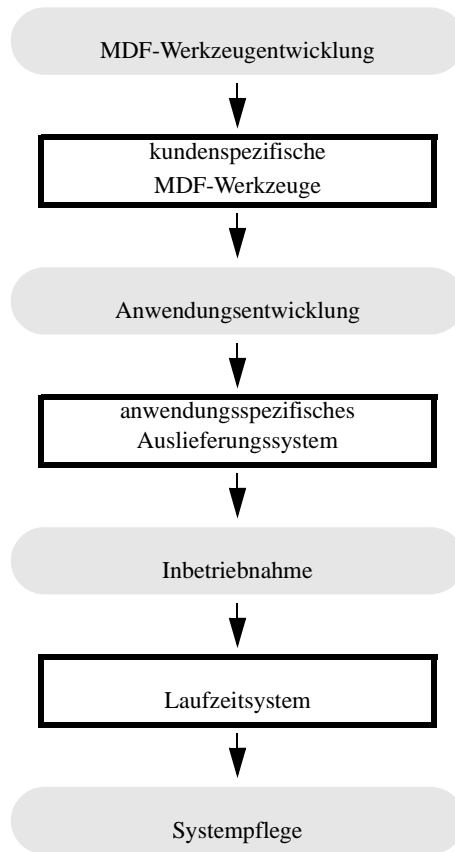 MDF-Werkzeugentwicklung
kundenspezifische
MDF-Werkzeuge
Anwendungsentwicklung
anwendungsspezifisches
Auslieferungssystem
Inbetriebnahme
Laufzeitsystem
Systempflege